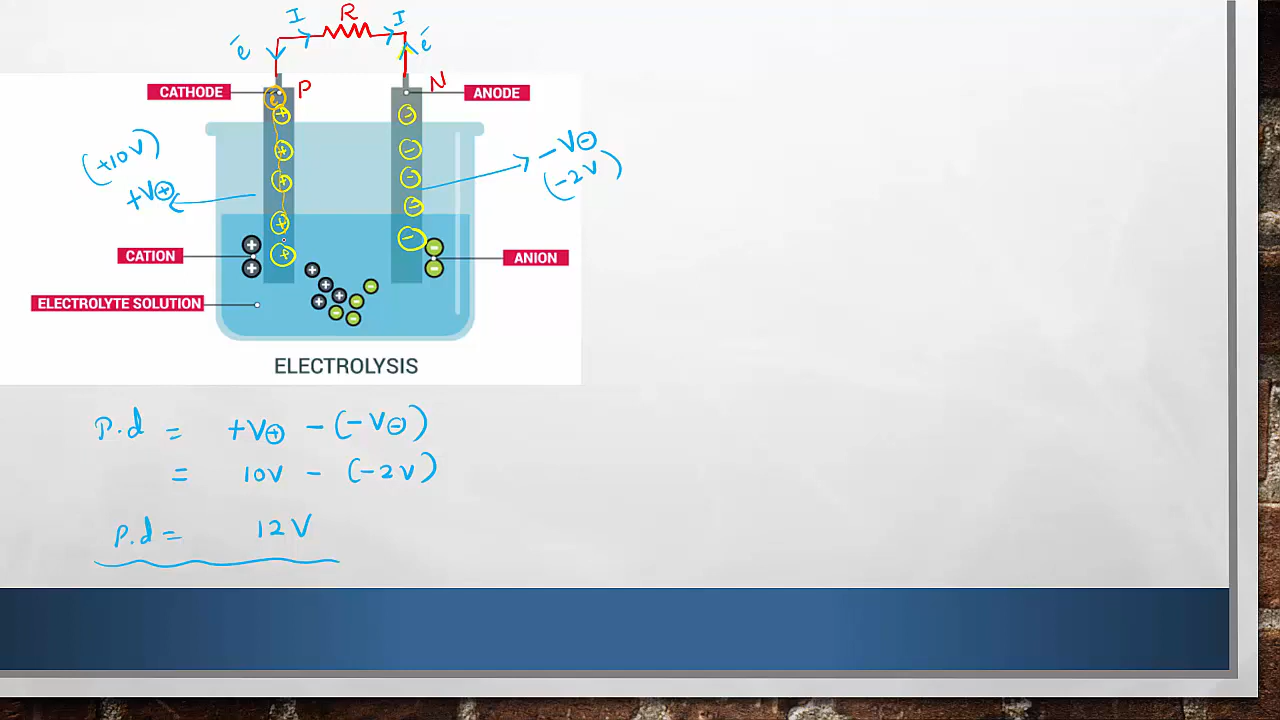 I R I
ē ē
CATHODE P N ANODE
(+10V) +V⊕
-V⊖ (-2V)
CATION ANION
ELECTROLYTE SOLUTION
ELECTROLYSIS
P.d = +V⊕ - (-V⊖)
= 10V - (-2V)
P.d = 12V